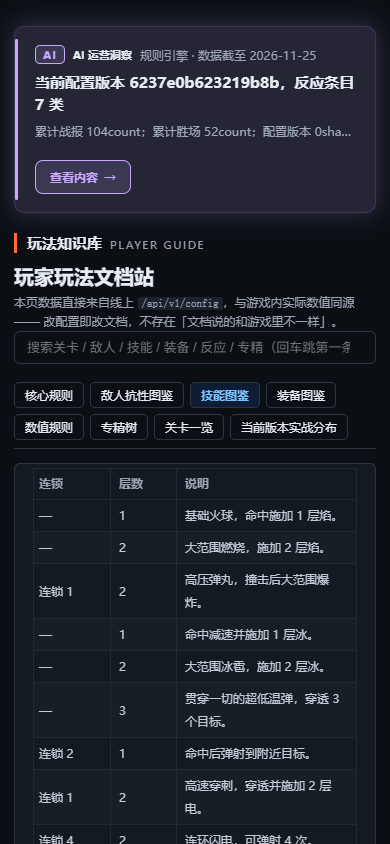 AI AI 运营洞察 规则引擎 · 数据截至 2026-11-25
当前配置版本 6237e0b623219b8b，反应条目
7 类
累计战报 104count；累计胜场 52count；配置版本 0sha...
查看内容 →
玩法知识库 PLAYER GUIDE
玩家玩法文档站
本页数据直接来自线上 /api/v1/config，与游戏内实际数值同源
—— 改配置即改文档，不存在「文档说的和游戏里不一样」。
搜索关卡 / 敌人 / 技能 / 装备 / 反应 / 专精（回车跳第一条
核心规则 敌人抗性图鉴 技能图鉴 装备图鉴
数值规则 专精树 关卡一览 当前版本实战分布
连锁 层数 说明
— 1 基础火球，命中施加 1 层焰。
— 2 大范围燃烧，施加 2 层焰。
连锁 1 2 高压弹丸，撞击后大范围爆
炸。
— 1 命中减速并施加 1 层冰。
— 2 大范围冰雹，施加 2 层冰。
— 3 贯穿一切的超低温弹，穿透 3
个目标。
连锁 2 1 命中后弹射到附近目标。
连锁 1 2 高速穿刺，穿透并施加 2 层
电。
连锁 4 2 连环闪电，可弹射 4 次。